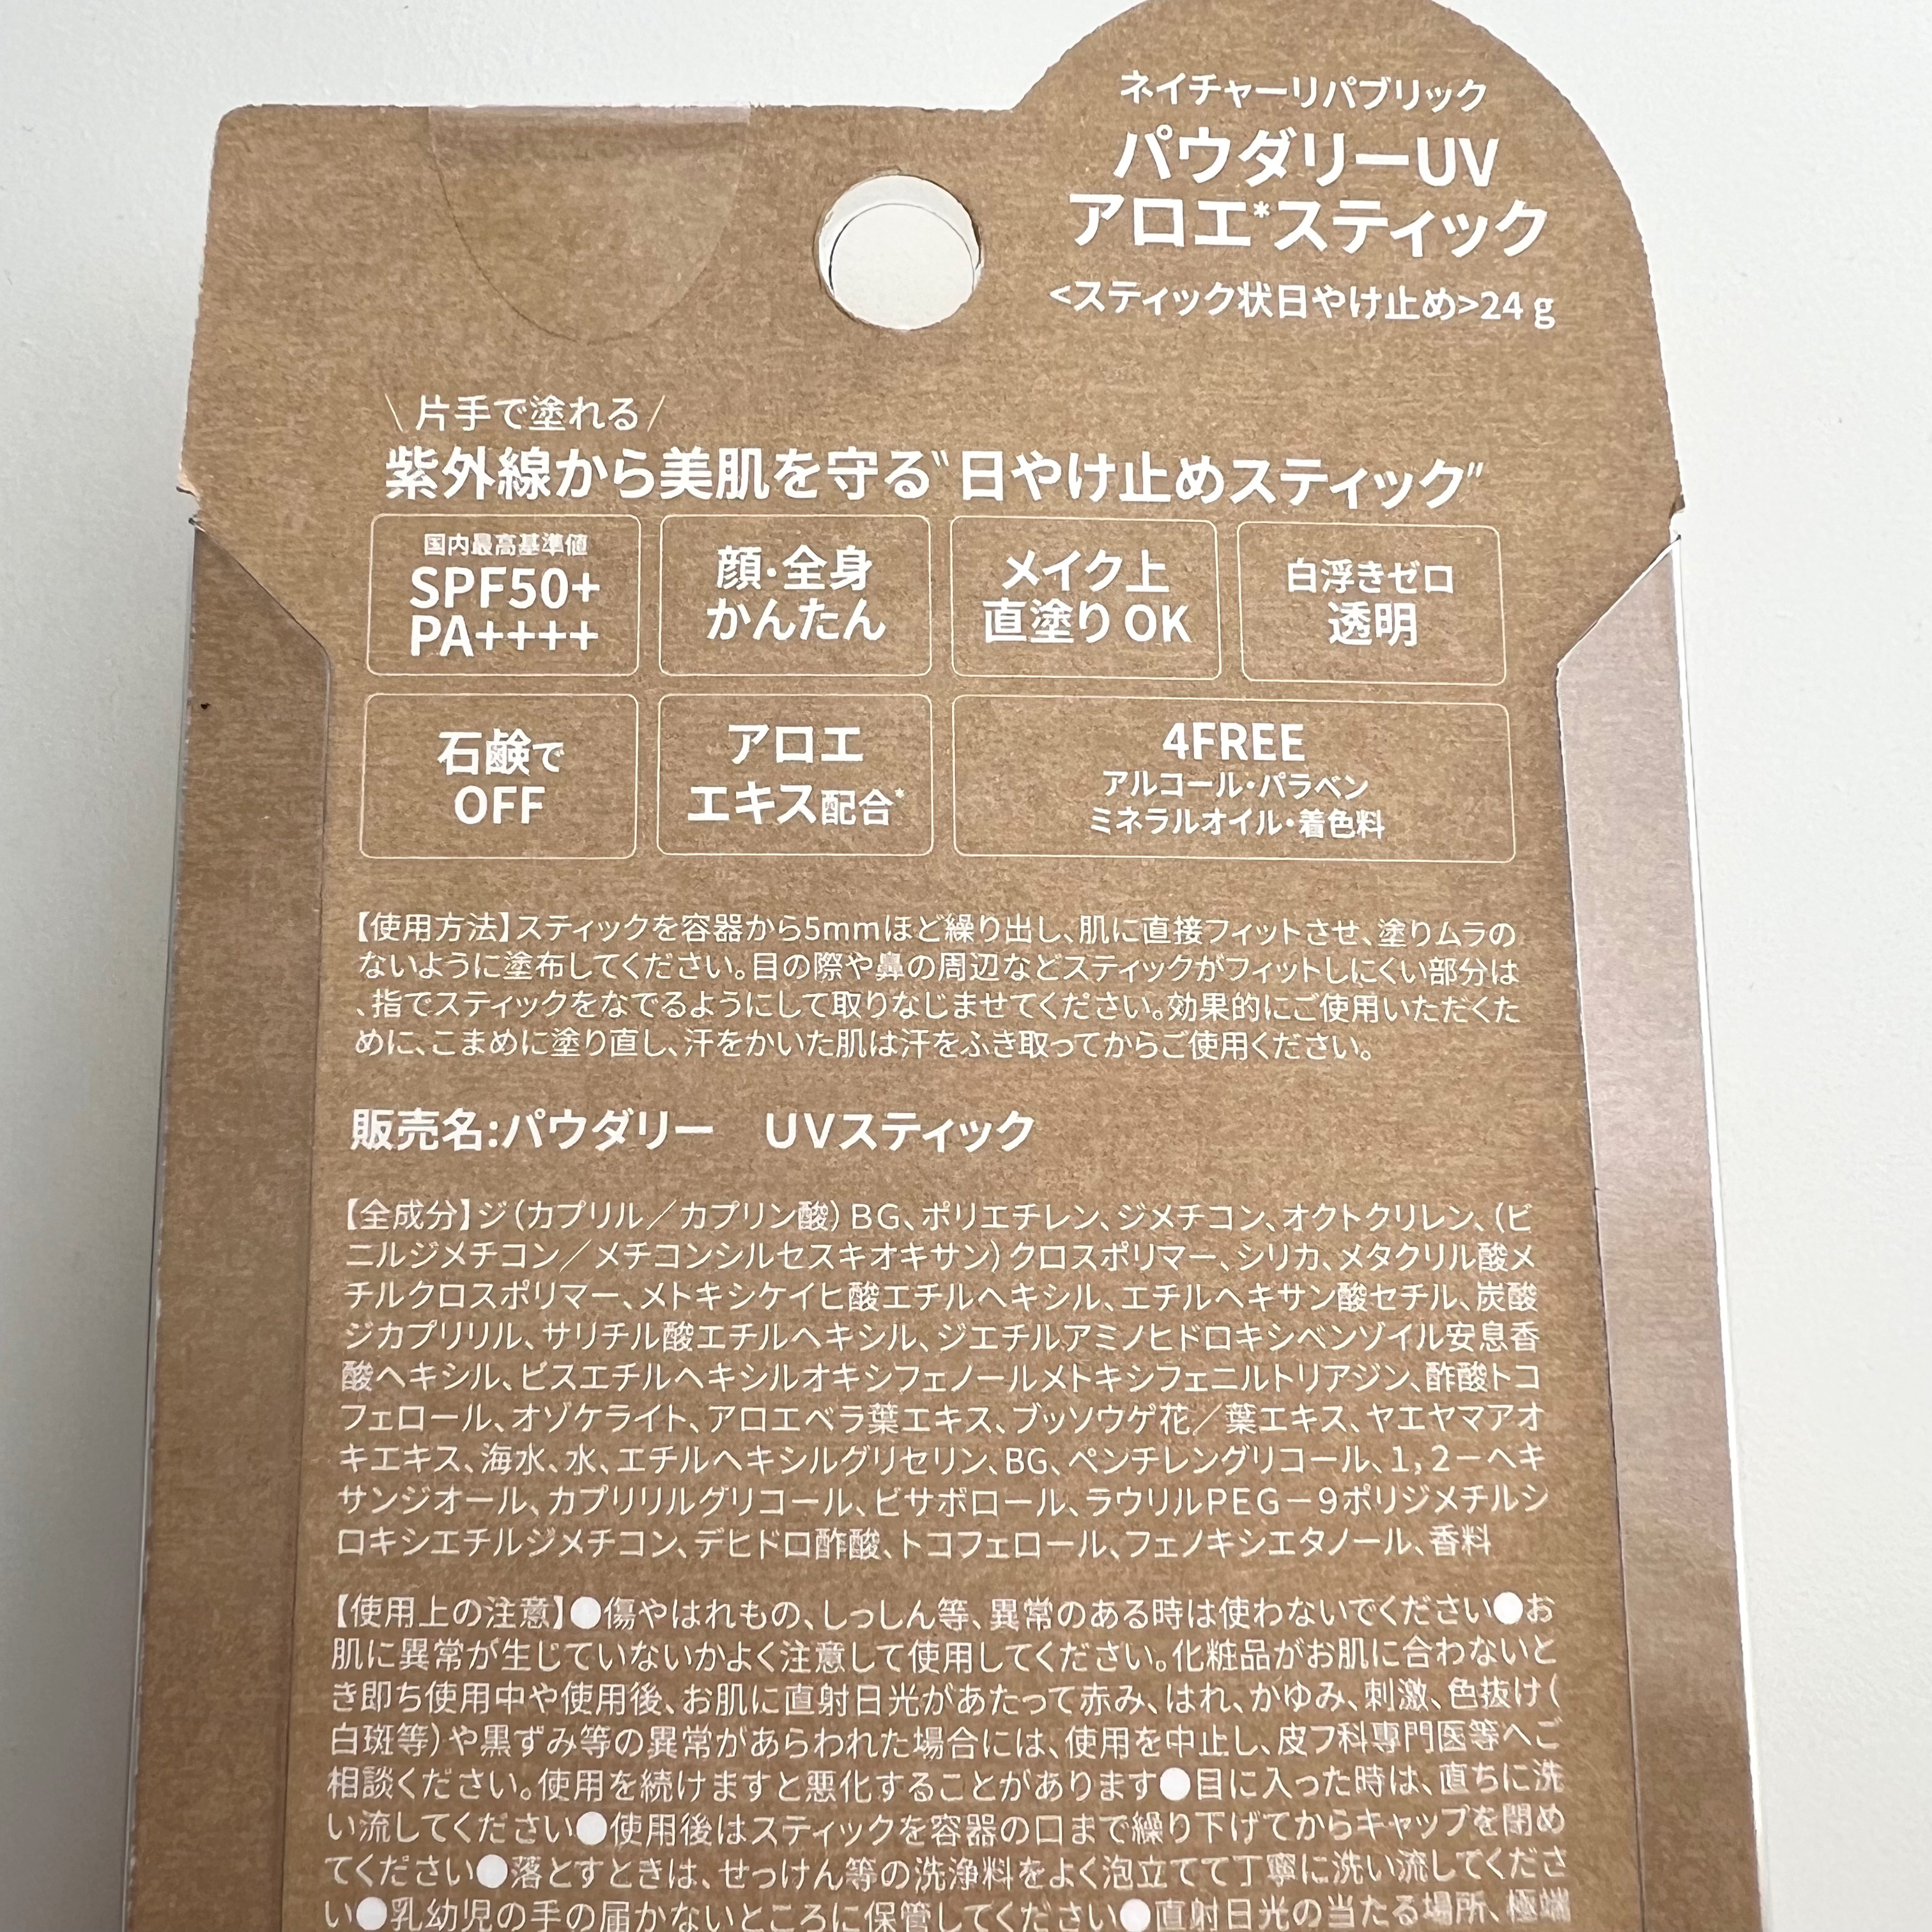 ネイチャーリパブリック
パウダリーUV
アロエ*スティック
<スティック状日やけ止め>24 g
\ 片手で塗れる /
紫外線から美肌を守る“日やけ止めスティック”
国内最高基準値
SPF50+
PA++++
顔・全身
かんたん
メイク上
直塗り OK
白浮きゼロ
透明
石鹸で
OFF
アロエ
エキス配合*
4FREE
アルコール・パラベン
ミネラルオイル・着色料
【使用方法】スティックを容器から5mmほど繰り出し、肌に直接フィットさせ、塗りムラの
ないように塗布してください。目の際や鼻の周辺などスティックがフィットしにくい部分は
、指でスティックをなでるようにして取りなじませてください。効果的にご使用いただくた
めに、こまめに塗り直し、汗をかいた肌は汗をふき取ってからご使用ください。
販売名:パウダリー　UVスティック
【全成分】ジ(カプリル／カプリン酸)BG、ポリエチレン、ジメチコン、オクトクリレン、(ビ
ニルジメチコン／メチコンシルセスキオキサン)クロスポリマー、シリカ、メタクリル酸メ
チルクロスポリマー、メトキシケイヒ酸エチルヘキシル、エチルヘキサン酸セチル、炭酸
ジカプリリル、サリチル酸エチルヘキシル、ジエチルアミノヒドロキシベンゾイル安息香
酸ヘキシル、ビスエチルヘキシルオキシフェノールメトキシフェニルトリアジン、酢酸トコ
フェロール、オゾケライト、アロエベラ葉エキス、ブッソウゲ花／葉エキス、ヤエヤマアオ
キエキス、海水、水、エチルヘキシルグリセリン、BG、ペンチレングリコール、1,2－ヘキ
サンジオール、カプリリルグリコール、ビサボロール、ラウリルPEG－9ポリジメチルシ
ロキシエチルジメチコン、デヒドロ酢酸、トコフェロール、フェノキシエタノール、香料
【使用上の注意】●傷やはれもの、しっしん等、異常のある時は使わないでください●お
肌に異常が生じていないかよく注意して使用してください。化粧品がお肌に合わないと
き即ち使用中や使用後、お肌に直射日光があたって赤み、はれ、かゆみ、刺激、色抜け(
白斑等)や黒ずみ等の異常があらわれた場合には、使用を中止し、皮フ科専門医等へご
相談ください。使用を続けますと悪化することがあります●目に入った時は、直ちに洗
い流してください●使用後はスティックを容器の口まで繰り下げてからキャップを閉め
てください●落とすときは、せっけん等の洗浄料をよく泡立てて丁寧に洗い流してくださ
い●乳幼児の手の届かないところに保管してください●直射日光の当たる場所、極端